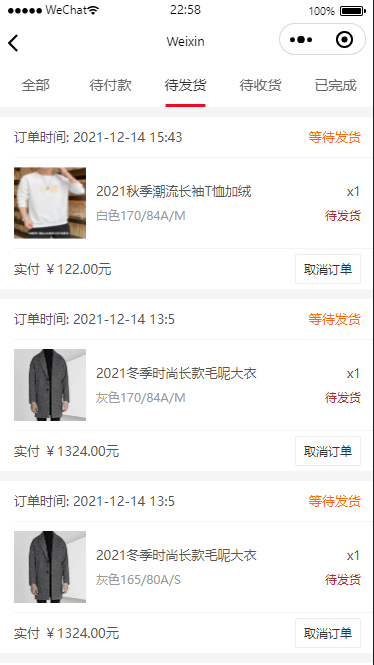 WeChat 22:58 100%
Weixin
全部 待付款 待发货 待收货 已完成
订单时间: 2021-12-14 15:43 等待发货
2021秋季潮流长袖T恤加绒 x1
白色170/84A/M 待发货
实付 ￥122.00元 取消订单
订单时间: 2021-12-14 13:5 等待发货
2021冬季时尚长款毛呢大衣 x1
灰色170/84A/M 待发货
实付 ￥1324.00元 取消订单
订单时间: 2021-12-14 13:5 等待发货
2021冬季时尚长款毛呢大衣 x1
灰色165/80A/S 待发货
实付 ￥1324.00元 取消订单